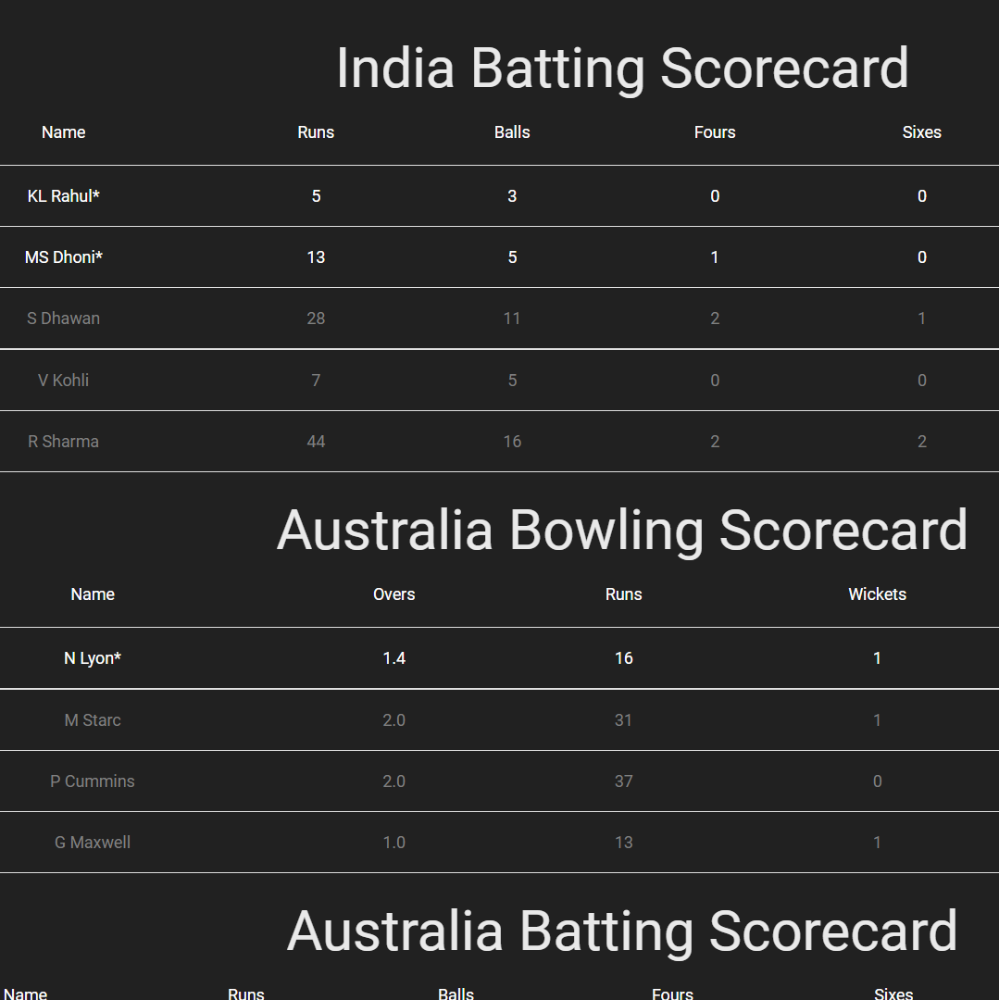 India Batting Scorecard
Name Runs Balls Fours Sixes
KL Rahul* 5 3 0 0
MS Dhoni* 13 5 1 0
S Dhawan 28 11 2 1
V Kohli 7 5 0 0
R Sharma 44 16 2 2
Australia Bowling Scorecard
Name Overs Runs Wickets
N Lyon* 1.4 16 1
M Starc 2.0 31 1
P Cummins 2.0 37 0
G Maxwell 1.0 13 1
Australia Batting Scorecard
Name Runs Balls Fours Sixes